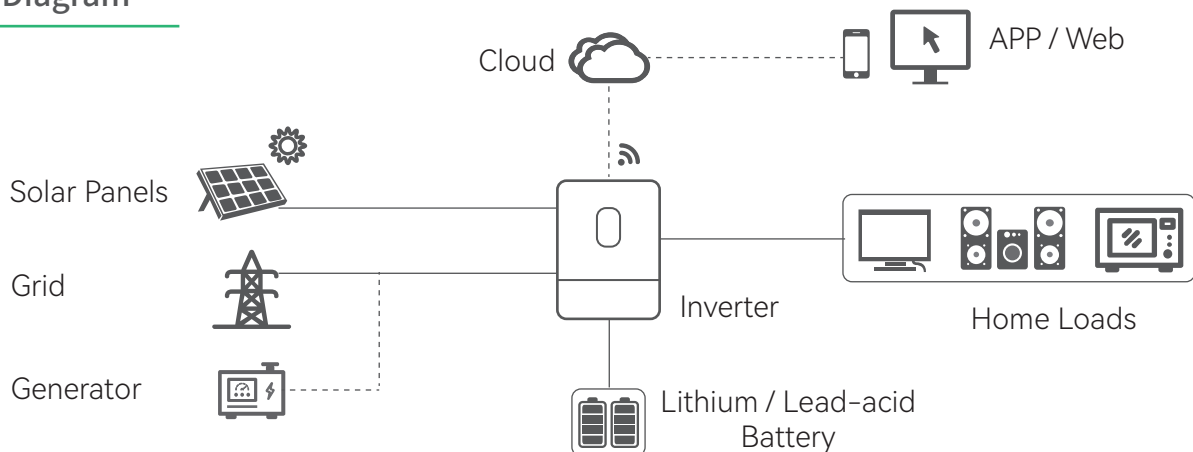 Diagram
Cloud
APP / Web
Solar Panels
Grid
Inverter
Home Loads
Generator
Lithium / Lead-acid
Battery